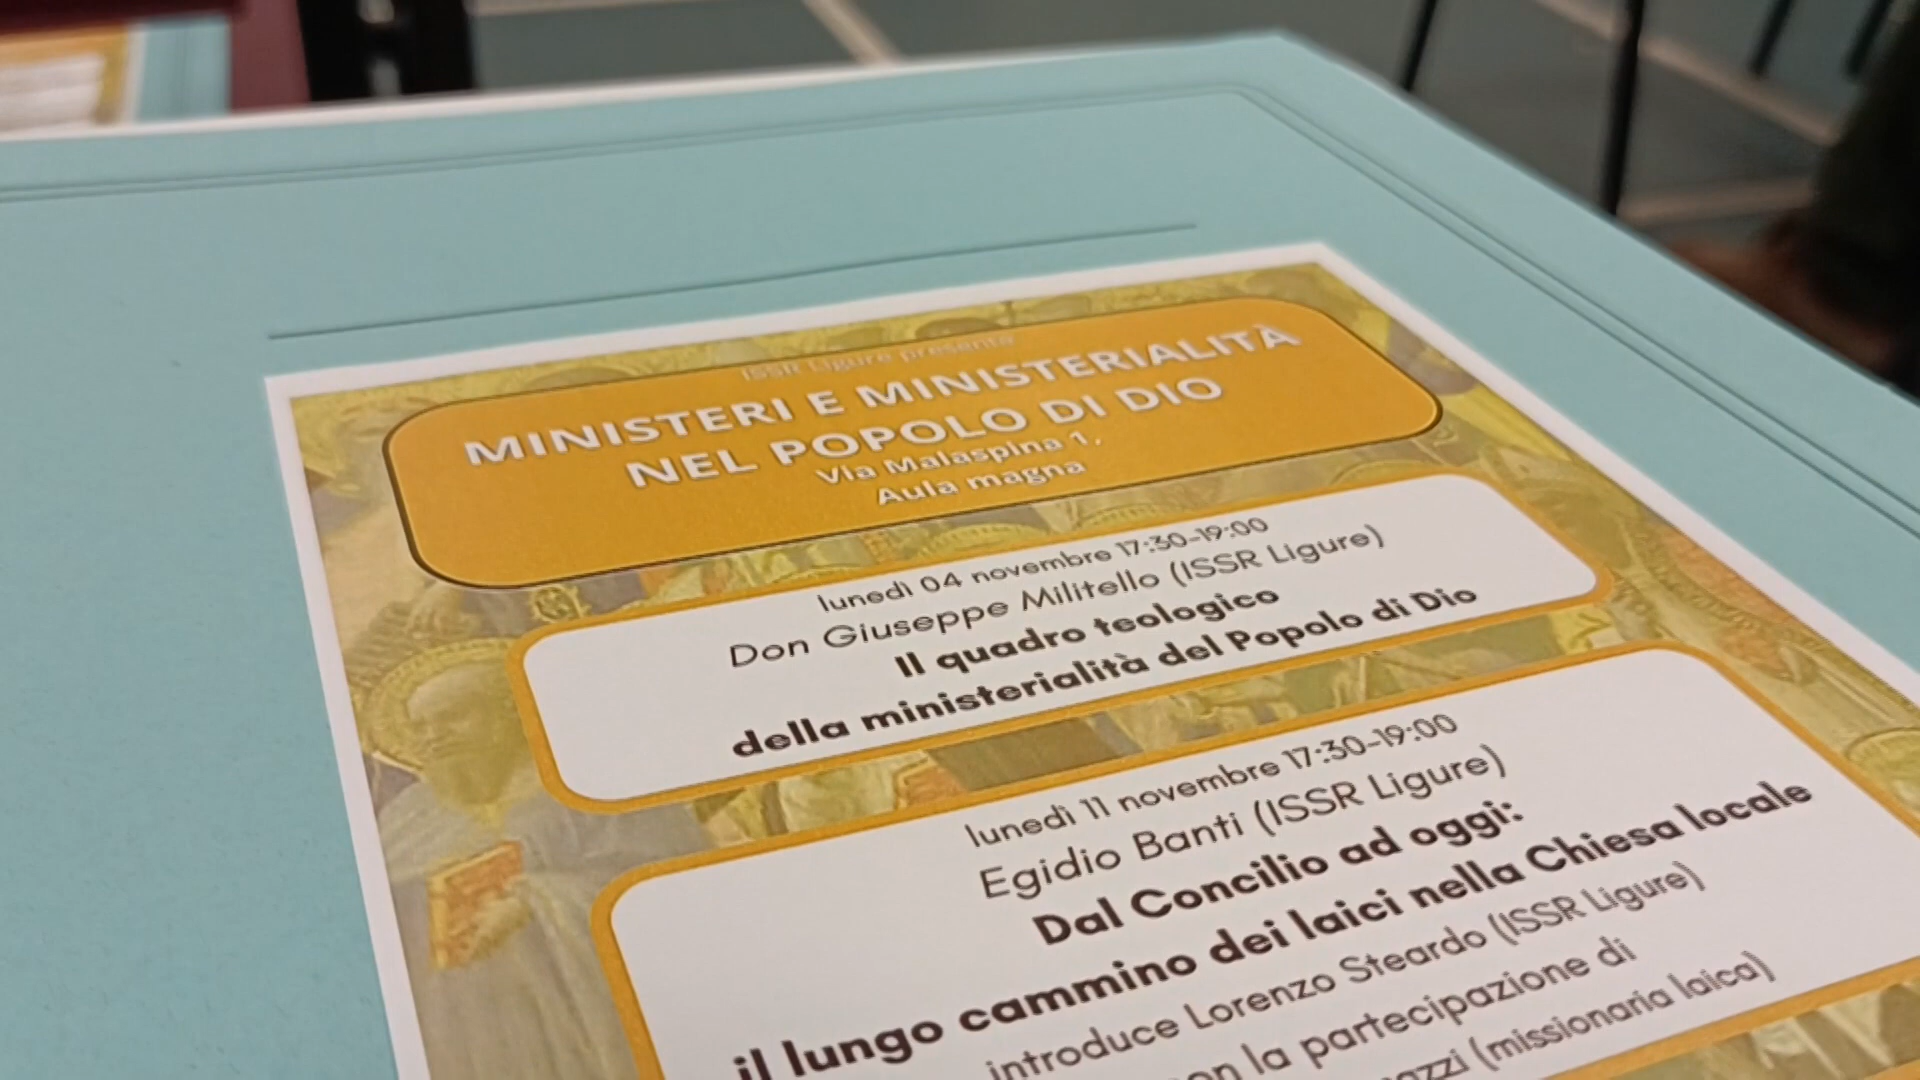 ISSR Ligure presenta
MINISTERI E MINISTERIALITÀ
NEL POPOLO DI DIO
Via Malaspina 1,
Aula magna
lunedì 04 novembre 17:30-19:00
Don Giuseppe Militello (ISSR Ligure)
Il quadro teologico
della ministerialità del Popolo di Dio
lunedì 11 novembre 17:30-19:00
Egidio Banti (ISSR Ligure)
Dal Concilio ad oggi:
il lungo cammino dei laici nella Chiesa locale
introduce Lorenzo Steardo (ISSR Ligure)
la partecipazione di
(missionaria laica)